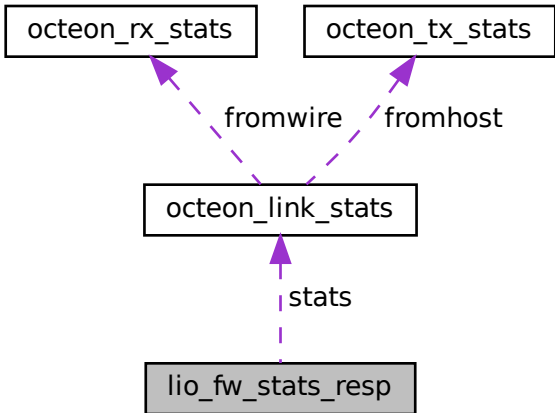 octeon_rx_stats
octeon_tx_stats
fromwire
fromhost
octeon_link_stats
stats
lio_fw_stats_resp